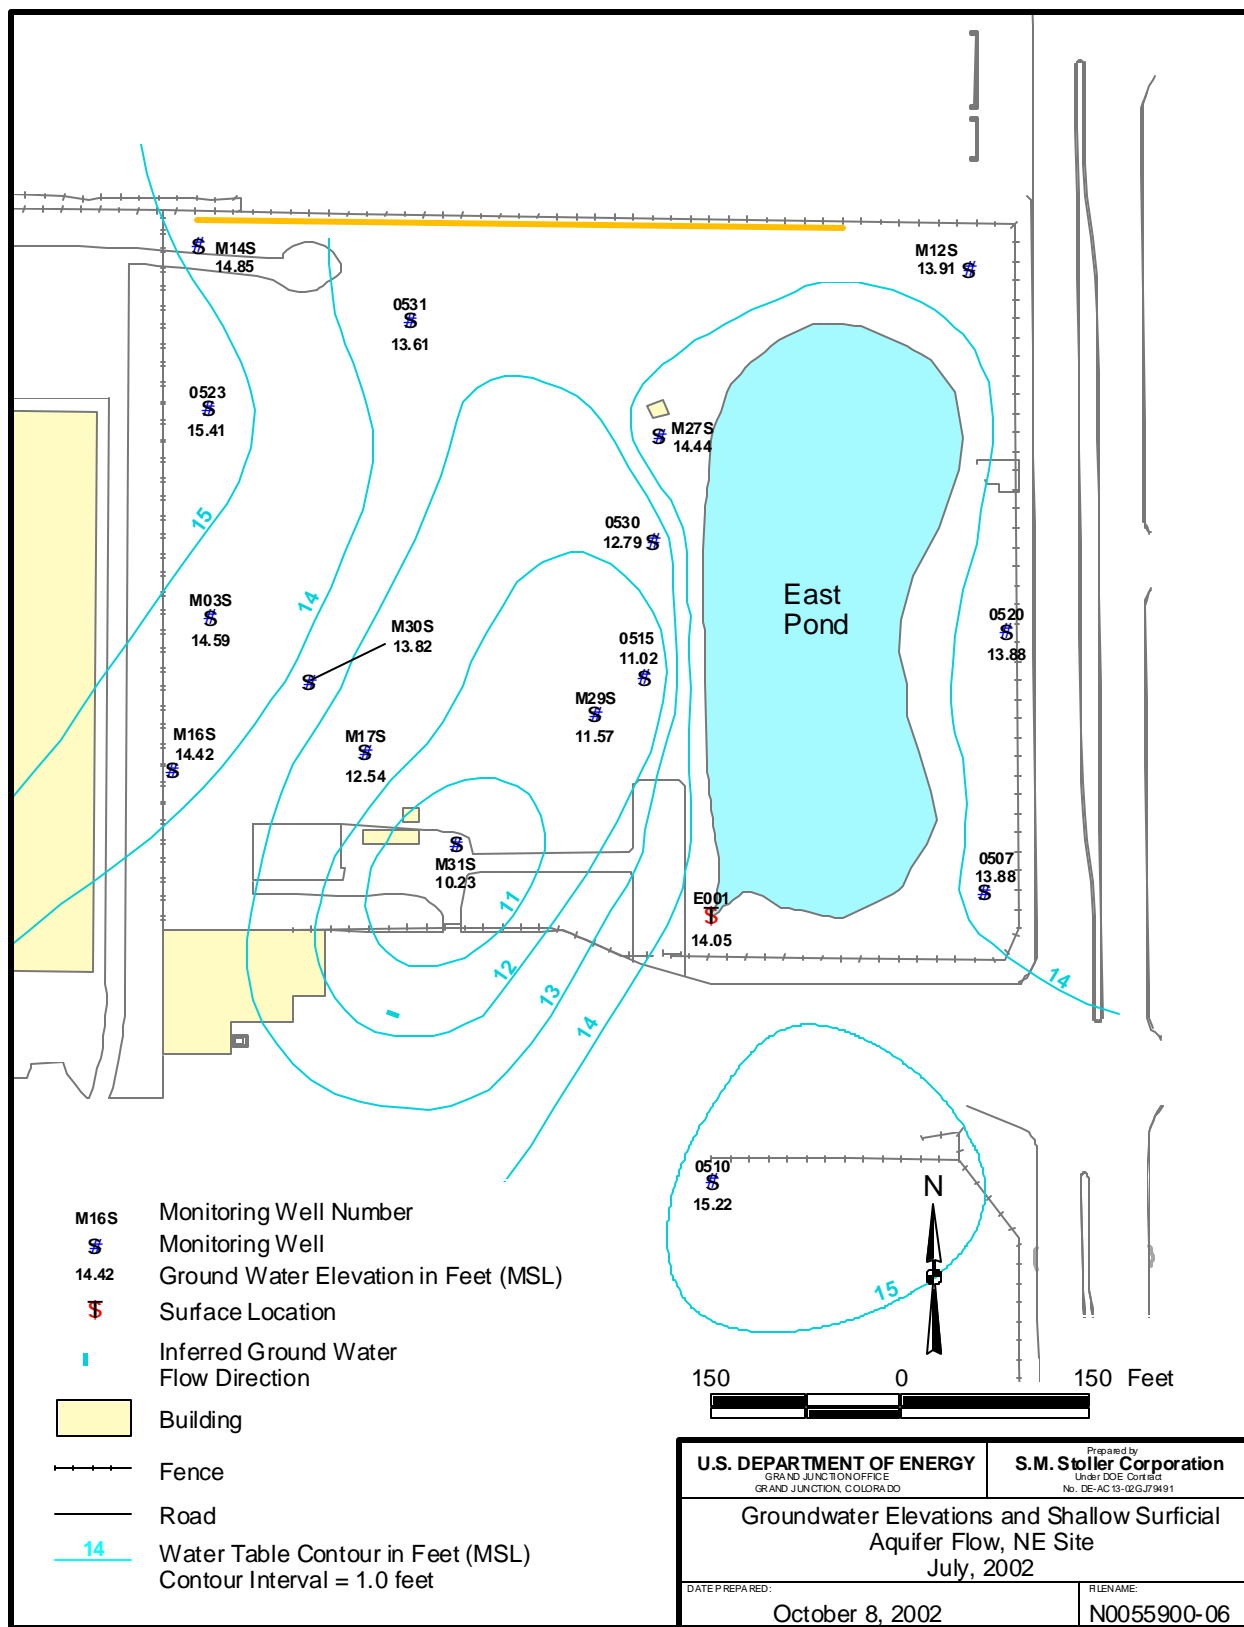 M14S
14.85
M12S
13.91
0531
13.61
0523
15.41
M27S
14.44
15
0530
12.79
East
Pond
M03S
14.59
14
M30S
13.82
0515
11.02
0520
13.88
M29S
11.57
M16S
14.42
M17S
12.54
M31S
10.23
0507
13.88
11
E001
14.05
12
13
14
14
0510
15.22
N
15
M16S Monitoring Well Number
Monitoring Well
14.42 Ground Water Elevation in Feet (MSL)
Surface Location
Inferred Ground Water
Flow Direction
Building
Fence
Road
14 Water Table Contour in Feet (MSL)
Contour Interval = 1.0 feet
150 0 150 Feet
U.S. DEPARTMENT OF ENERGY
GRAND JUNCTION OFFICE
GRAND JUNCTION, COLORADO
Prepared by
S.M. Stoller Corporation
Under DOE Contract
No. DE-AC13-02GJ79491
Groundwater Elevations and Shallow Surficial
Aquifer Flow, NE Site
July, 2002
DATE PREPARED:
October 8, 2002
FILENAME:
N0055900-06